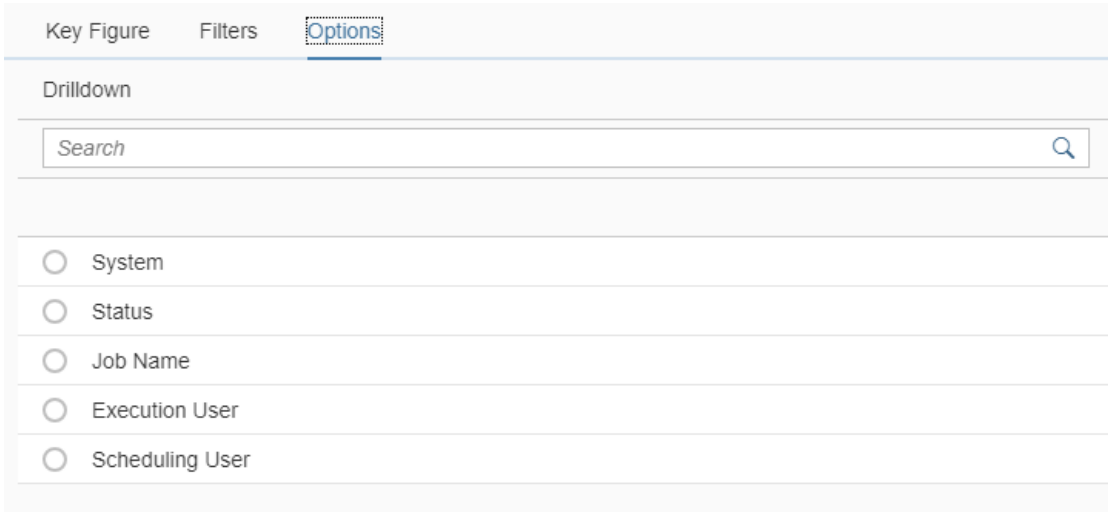 Key Figure Filters Options
Drilldown
Search
System
Status
Job Name
Execution User
Scheduling User